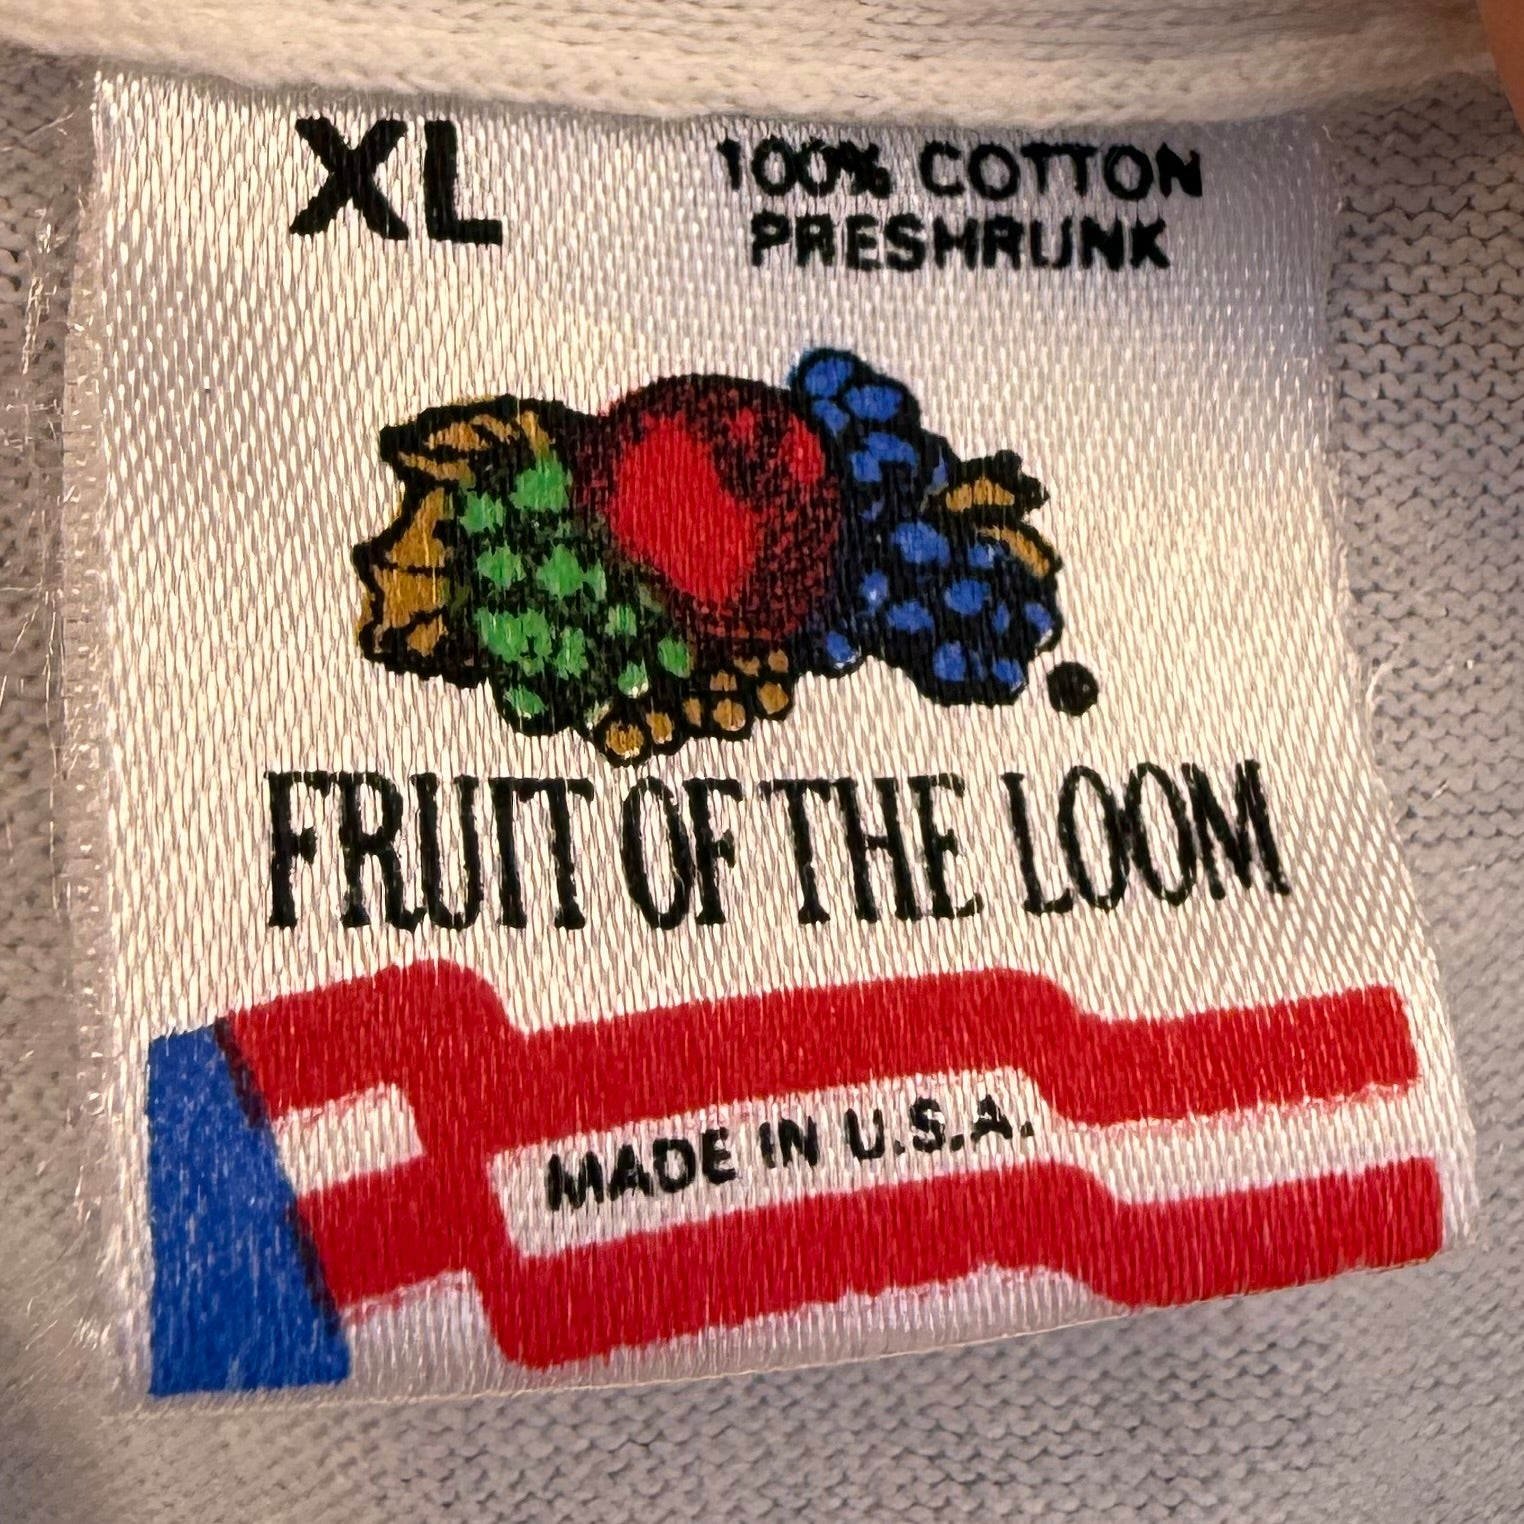 XL
100% COTTON
PRESHRUNK
FRUIT OF THE LOOM
MADE IN U.S.A.